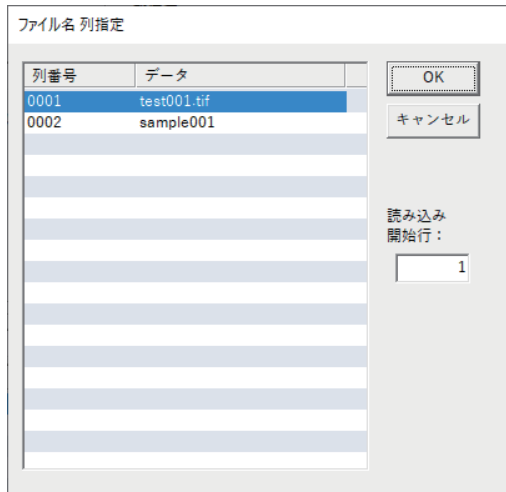 ファイル名 列指定
列番号 データ
0001 test001.tif
0002 sample001
OK
キャンセル
読み込み
開始行：
1